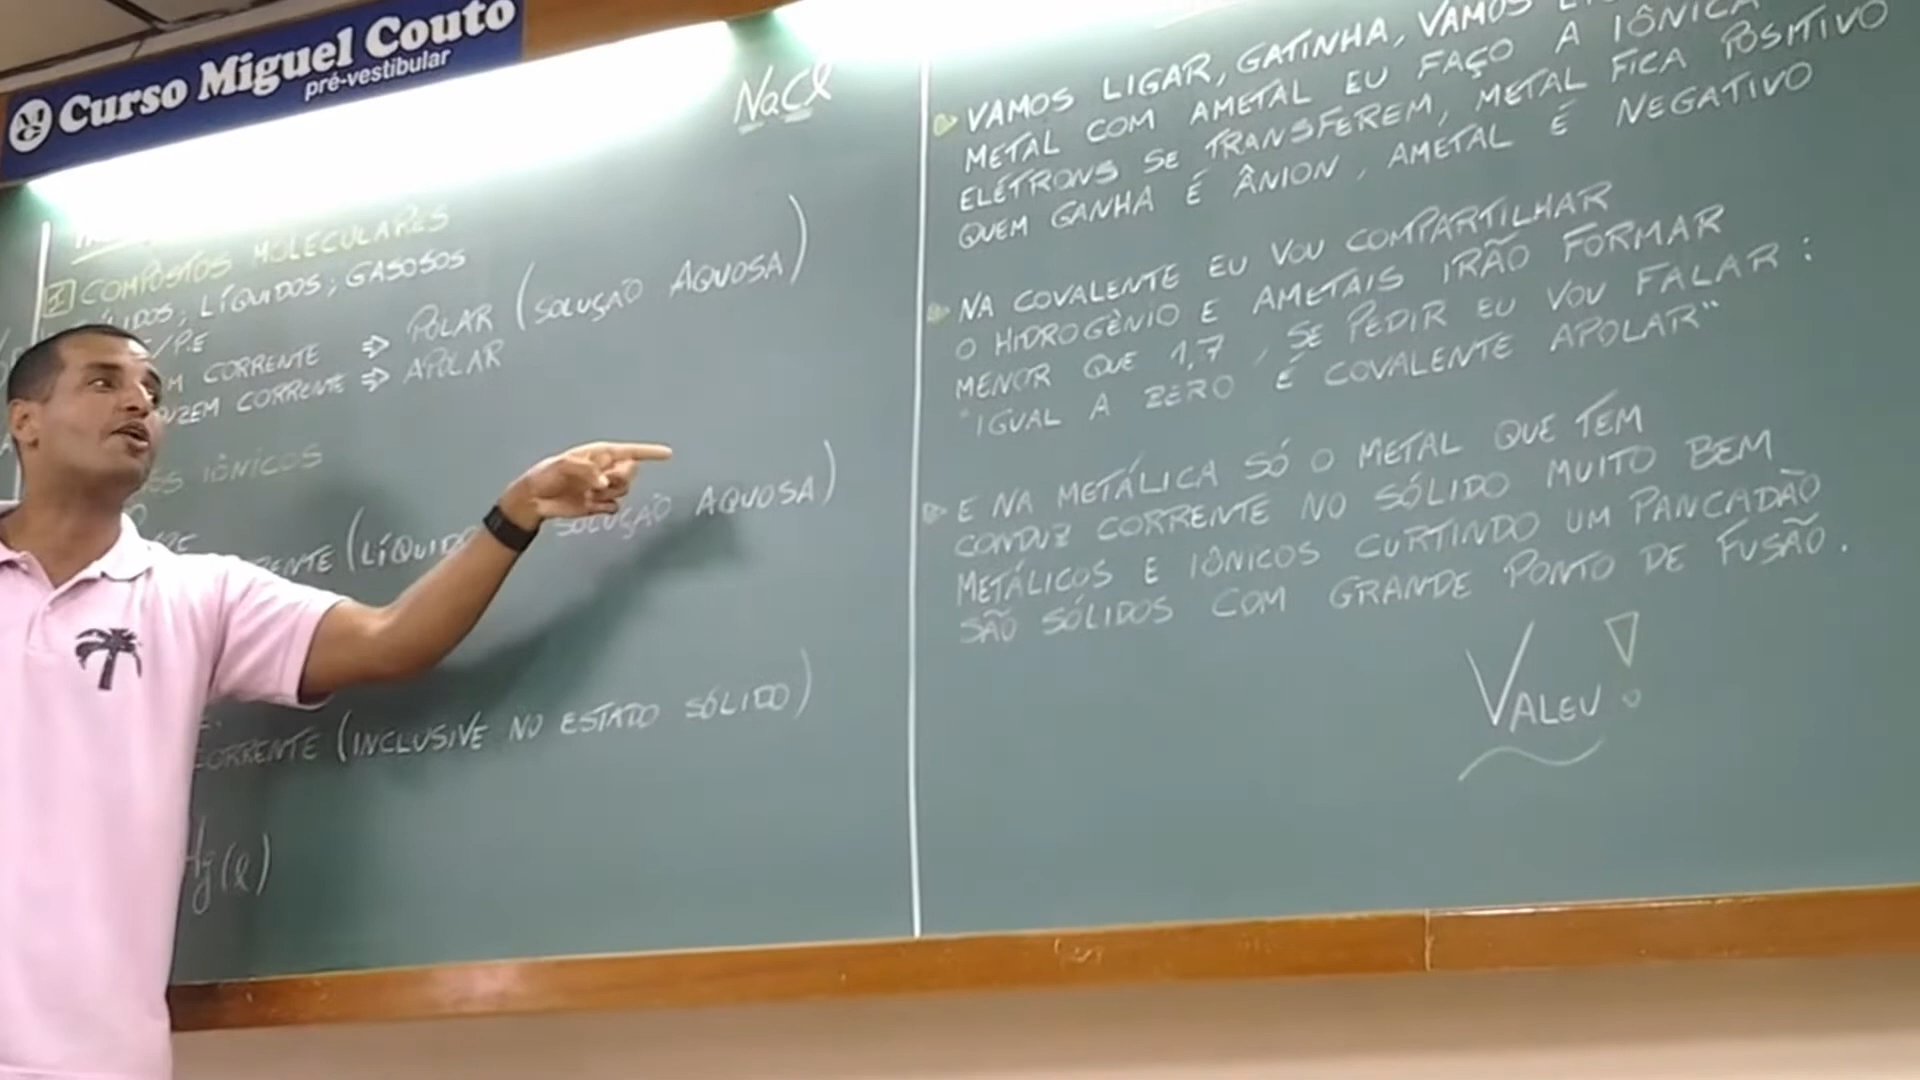 Curso Miguel Couto
pré-vestibular
NaCl
COMPOSTOS MOLECULARES
LÍQUIDOS; GASOSOS
CORRENTE ⇒ POLAR (SOLUÇÃO AQUOSA)
CORRENTE ⇒ APOLAR
IÔNICOS
(LÍQUIDO SOLUÇÃO AQUOSA)
CORRENTE (INCLUSIVE NO ESTADO SÓLIDO)
Hg(l)
VAMOS LIGAR, GATINHA, VAMOS
METAL COM AMETAL EU FAÇO A IÔNICA
ELÉTRONS SE TRANSFEREM, METAL FICA POSITIVO
QUEM GANHA É ÂNION, AMETAL É NEGATIVO
NA COVALENTE EU VOU COMPARTILHAR
O HIDROGÊNIO E AMETAIS IRÃO FORMAR
MENOR QUE 1,7, SE PEDIR EU VOU FALAR:
"IGUAL A ZERO É COVALENTE APOLAR"
E NA METÁLICA SÓ O METAL QUE TEM
CONDUZ CORRENTE NO SÓLIDO MUITO BEM
METÁLICOS E IÔNICOS CURTINDO UM PANCADÃO
SÃO SÓLIDOS COM GRANDE PONTO DE FUSÃO.
VALEU!